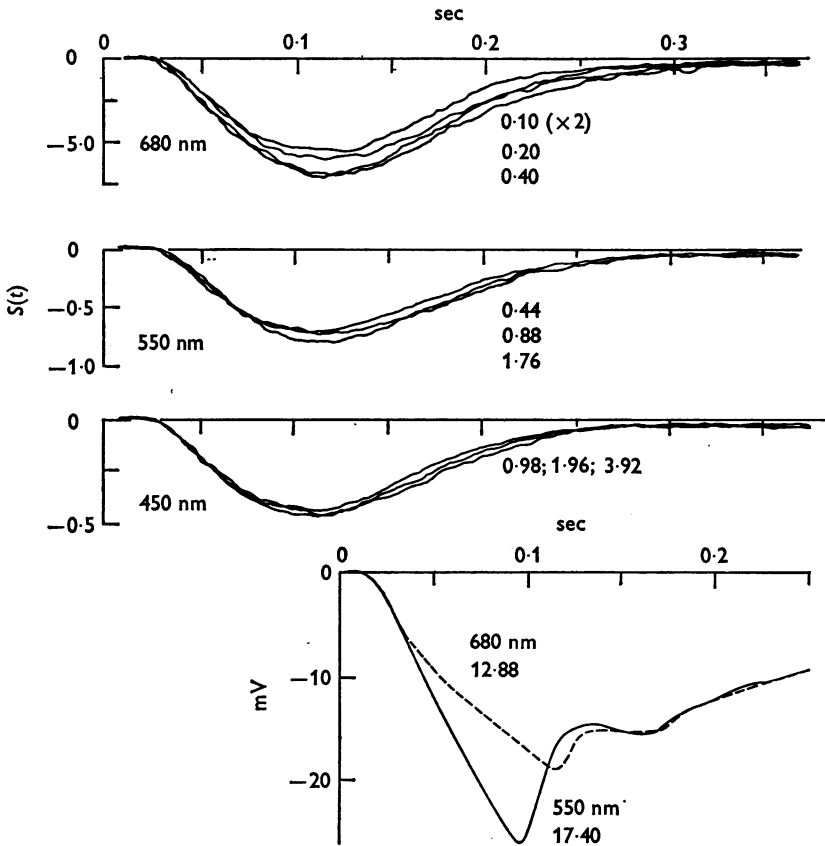 sec
0 0·1 0·2 0·3
0
—5·0
680 nm
0·10 (×2)
0·20
0·40
S(t)
0
—0·5
—1·0
550 nm
0·44
0·88
1·76
0
—0·5
450 nm
0·98; 1·96; 3·92
sec
0 0·1 0·2
mV
0
—10
—20
680 nm
12·88
550 nm
17·40